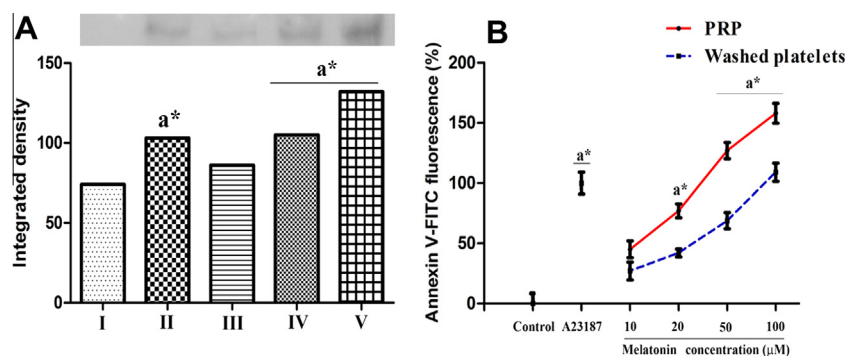 A
Integrated density
150
100
50
0
a*
a*
I II III IV V
B
PRP
Washed platelets
Annexin V-FITC fluorescence (%)
200
150
100
50
0
a*
a*
a*
Control A23187 10 20 50 100
Melatonin concentration (μM)